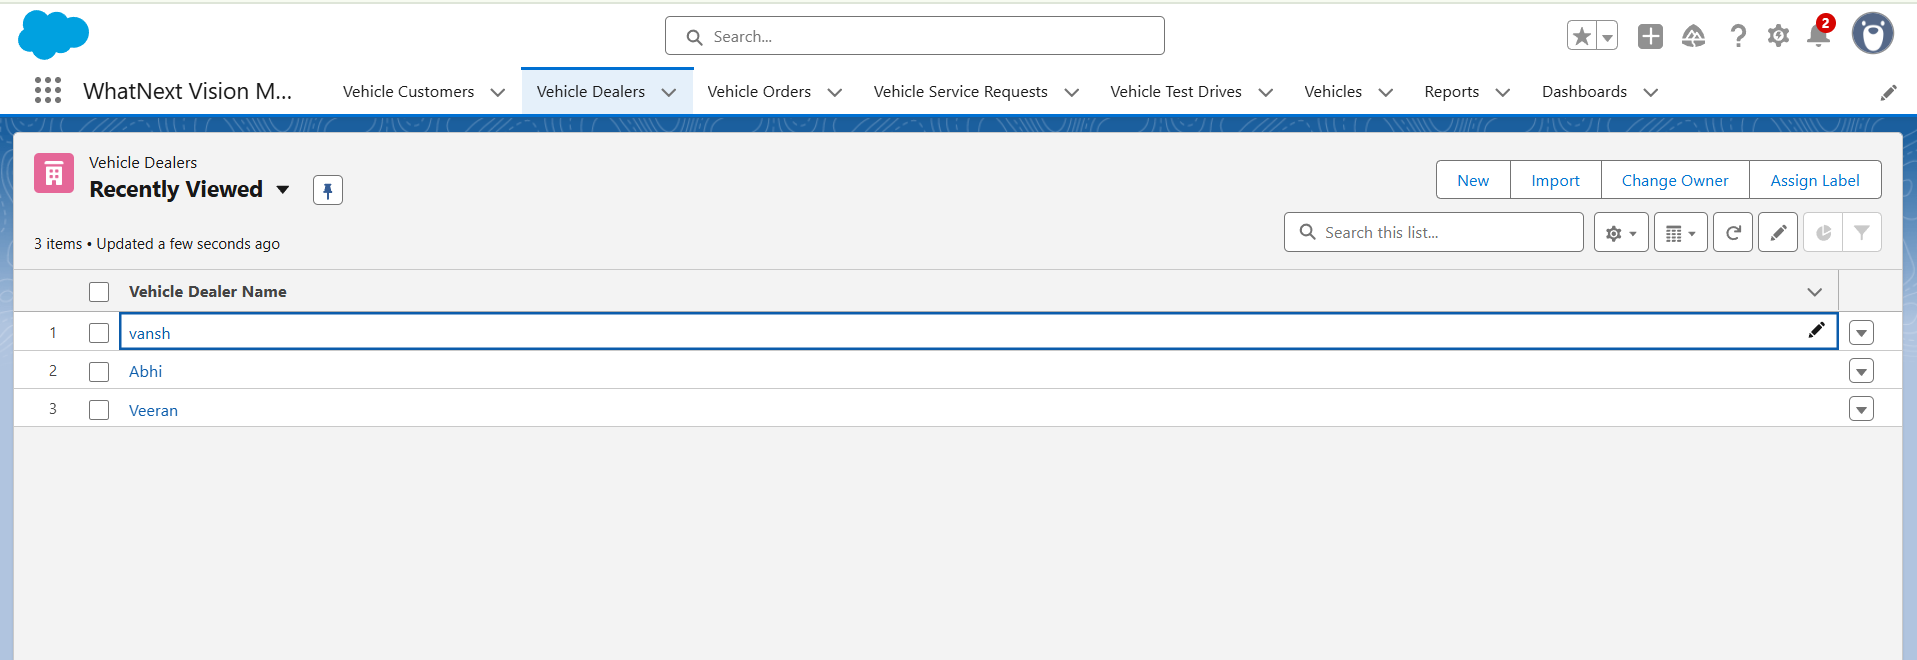 Search...
2
WhatNext Vision M...
Vehicle Customers
Vehicle Dealers
Vehicle Orders
Vehicle Service Requests
Vehicle Test Drives
Vehicles
Reports
Dashboards
Vehicle Dealers
Recently Viewed
New
Import
Change Owner
Assign Label
3 items • Updated a few seconds ago
Search this list...
Vehicle Dealer Name
1 vansh
2 Abhi
3 Veeran